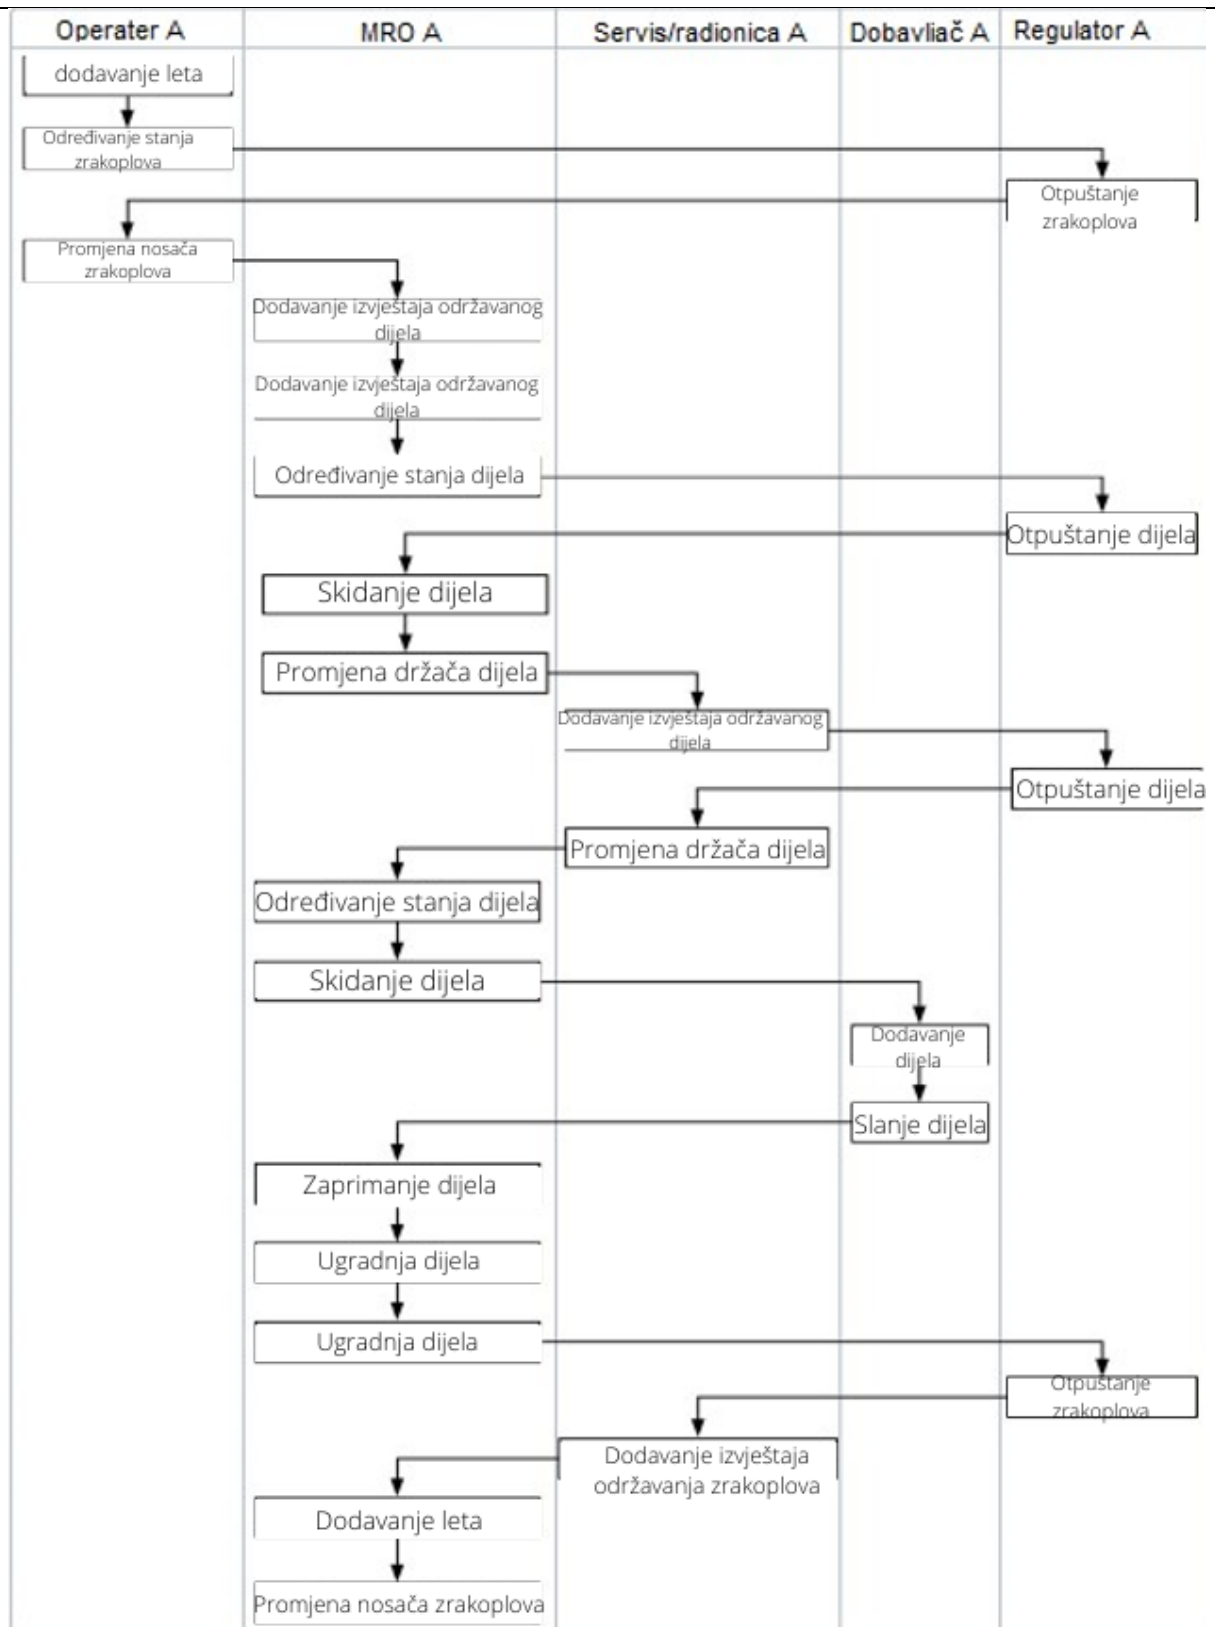 Operater A
MRO A
Servis/radionica A
Dobavliač A
Regulator A
dodavanje leta
Određivanje stanja
zrakoplova
Otpuštanje
zrakoplova
Promjena nosača
zrakoplova
Dodavanje izvještaja održavanog
dijela
Dodavanje izvještaja održavanog
dijela
Određivanje stanja dijela
Otpuštanje dijela
Skidanje dijela
Promjena držača dijela
Dodavanje izvještaja održavanog
dijela
Otpuštanje dijela
Promjena držača dijela
Određivanje stanja dijela
Skidanje dijela
Dodavanje
dijela
Slanje dijela
Zaprimanje dijela
Ugradnja dijela
Ugradnja dijela
Otpuštanje
zrakoplova
Dodavanje izvještaja
održavanja zrakoplova
Dodavanje leta
Promjena nosača zrakoplova